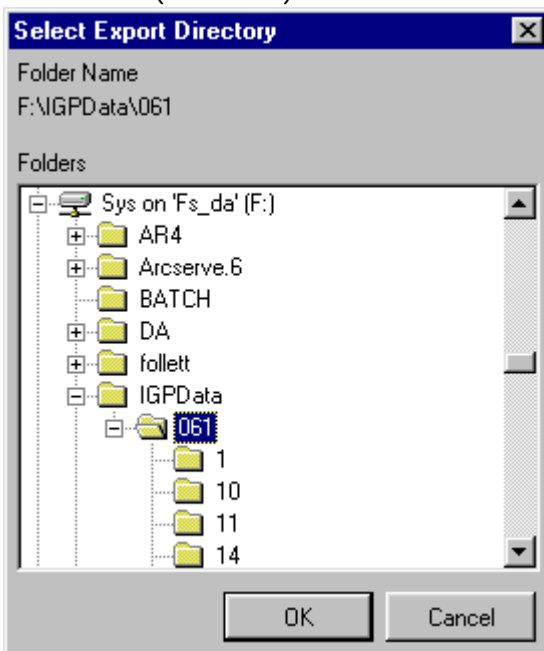 Select Export Directory
Folder Name
F:\IGPData\061
Folders
Sys on 'Fs_da' (F:)
AR4
Arcserve.6
BATCH
DA
follett
IGPData
061
1
10
11
14
OK Cancel